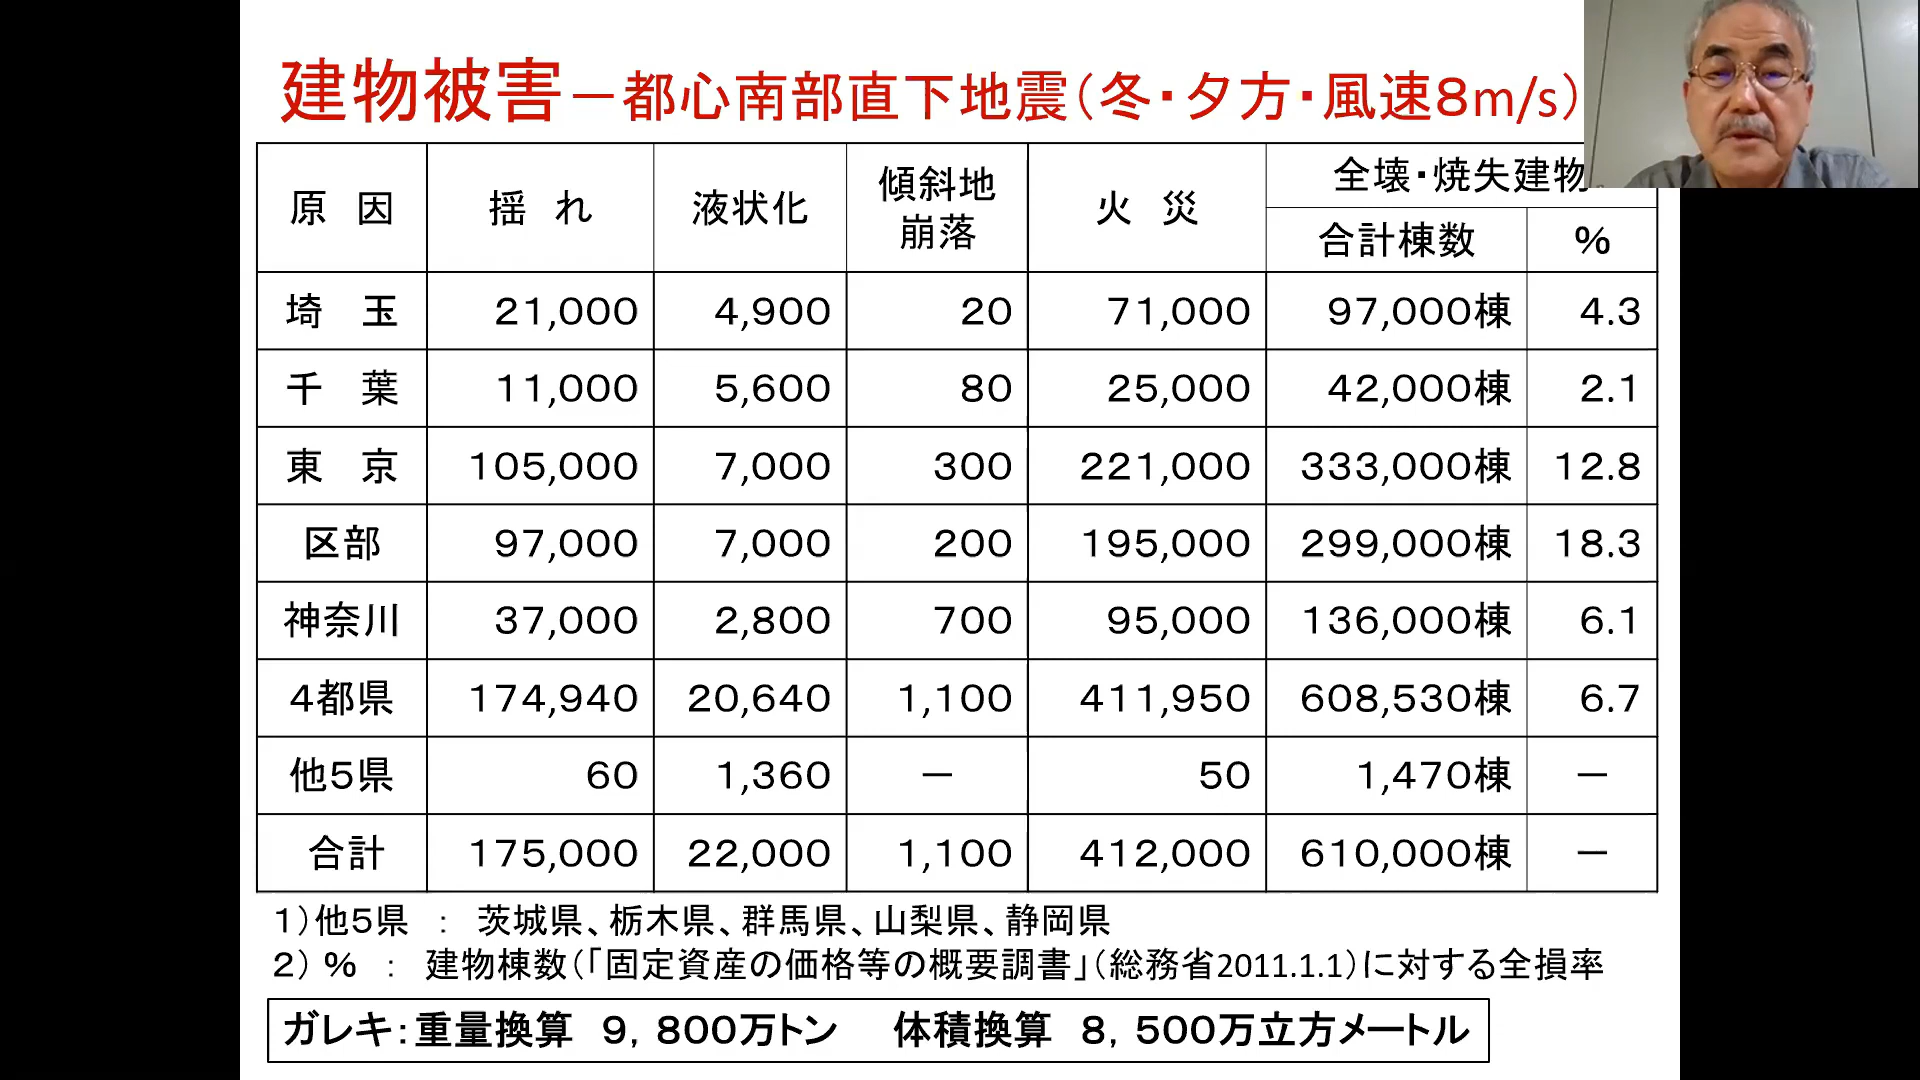 建物被害－都心南部直下地震(冬・夕方・風速8m/s)
原 因 揺 れ 液状化 傾斜地崩落 火 災 全壊・焼失建物
合計棟数 %
埼 玉 21,000 4,900 20 71,000 97,000棟 4.3
千 葉 11,000 5,600 80 25,000 42,000棟 2.1
東 京 105,000 7,000 300 221,000 333,000棟 12.8
区部 97,000 7,000 200 195,000 299,000棟 18.3
神奈川 37,000 2,800 700 95,000 136,000棟 6.1
4都県 174,940 20,640 1,100 411,950 608,530棟 6.7
他5県 60 1,360 － 50 1,470棟 －
合計 175,000 22,000 1,100 412,000 610,000棟 －
1)他5県 : 茨城県、栃木県、群馬県、山梨県、静岡県
2) % : 建物棟数(「固定資産の価格等の概要調書」(総務省2011.1.1)に対する全損率
ガレキ:重量換算 9, 800万トン 体積換算 8, 500万立方メートル